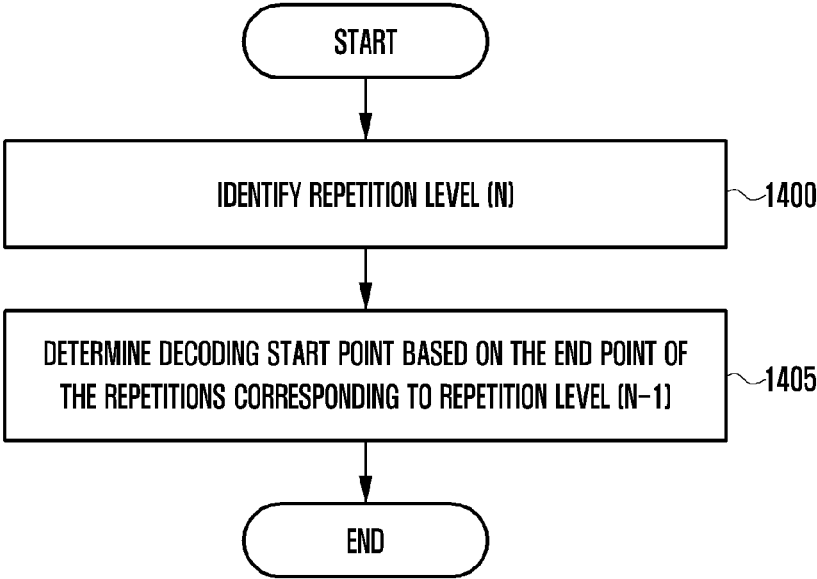 START
IDENTIFY REPETITION LEVEL (N)
1400
DETERMINE DECODING START POINT BASED ON THE END POINT OF
THE REPETITIONS CORRESPONDING TO REPETITION LEVEL (N-1)
1405
END